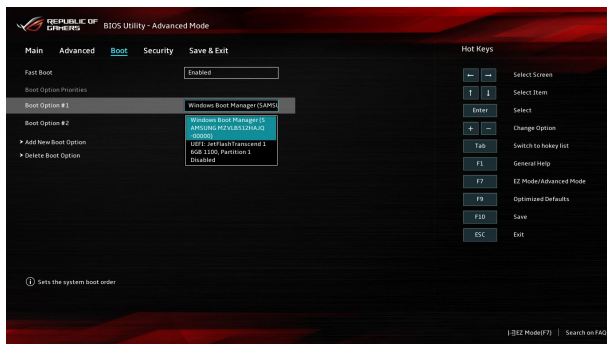 REPUBLIC OF
GAMERS
BIOS Utility - Advanced Mode
Main Advanced Boot Security Save & Exit
Hot Keys
Fast Boot Enabled
Boot Option Priorities
Boot Option #1 Windows Boot Manager (SAMSU
Boot Option #2
Windows Boot Manager (S
AMSUNG MZVLB512HAJQ
-00000)
UEFI: JetFlashTranscend 1
6GB 1100, Partition 1
Disabled
Add New Boot Option
Delete Boot Option
← → Select Screen
↑ ↓ Select Item
Enter Select
+ − Change Option
Tab Switch to hokey list
F1 General Help
F7 EZ Mode/Advanced Mode
F9 Optimized Defaults
F10 Save
ESC Exit
Sets the system boot order
EZ Mode(F7) | Search on FAQ